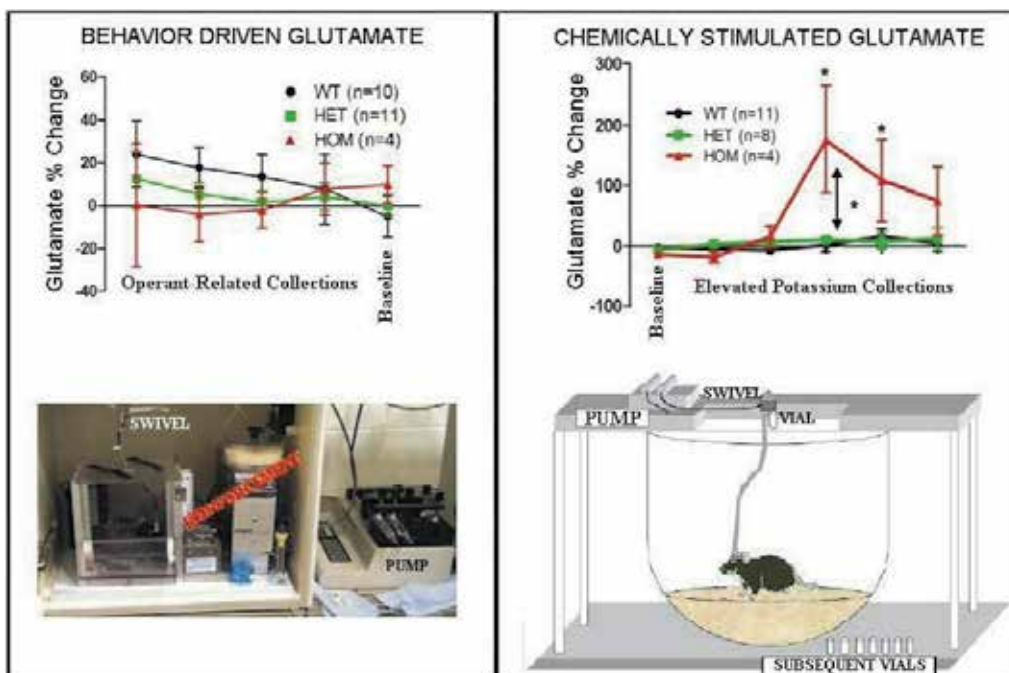 BEHAVIOR DRIVEN GLUTAMATE
Glutamate % Change
60
40
20
0
-20
-40
WT (n=10)
HET (n=11)
HOM (n=4)
Operant-Related Collections
Baseline
SWIVEL
REINFORCEMENT
PUMP
CHEMICALLY STIMULATED GLUTAMATE
Glutamate % Change
300
200
100
0
-100
WT (n=11)
HET (n=8)
HOM (n=4)
*
*
*
Baseline
Elevated Potassium Collections
SWIVEL
PUMP
VIAL
SUBSEQUENT VIALS